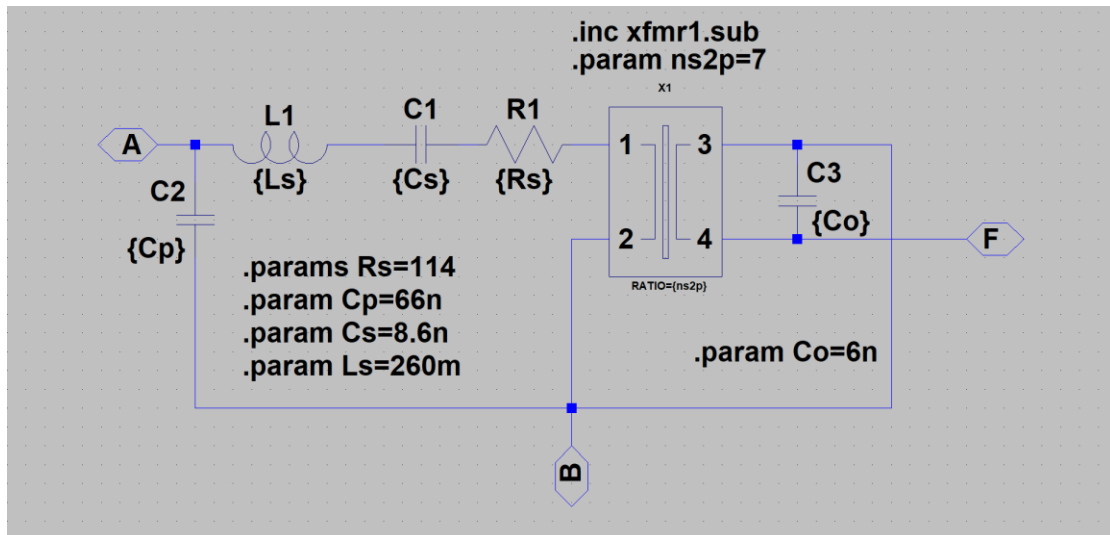 .inc xfmr1.sub
.param ns2p=7
X1
A
L1
{Ls}
C1
{Cs}
R1
{Rs}
1
2
3
4
RATIO={ns2p}
C3
{Co}
F
C2
{Cp}
.params Rs=114
.param Cp=66n
.param Cs=8.6n
.param Ls=260m
.param Co=6n
B